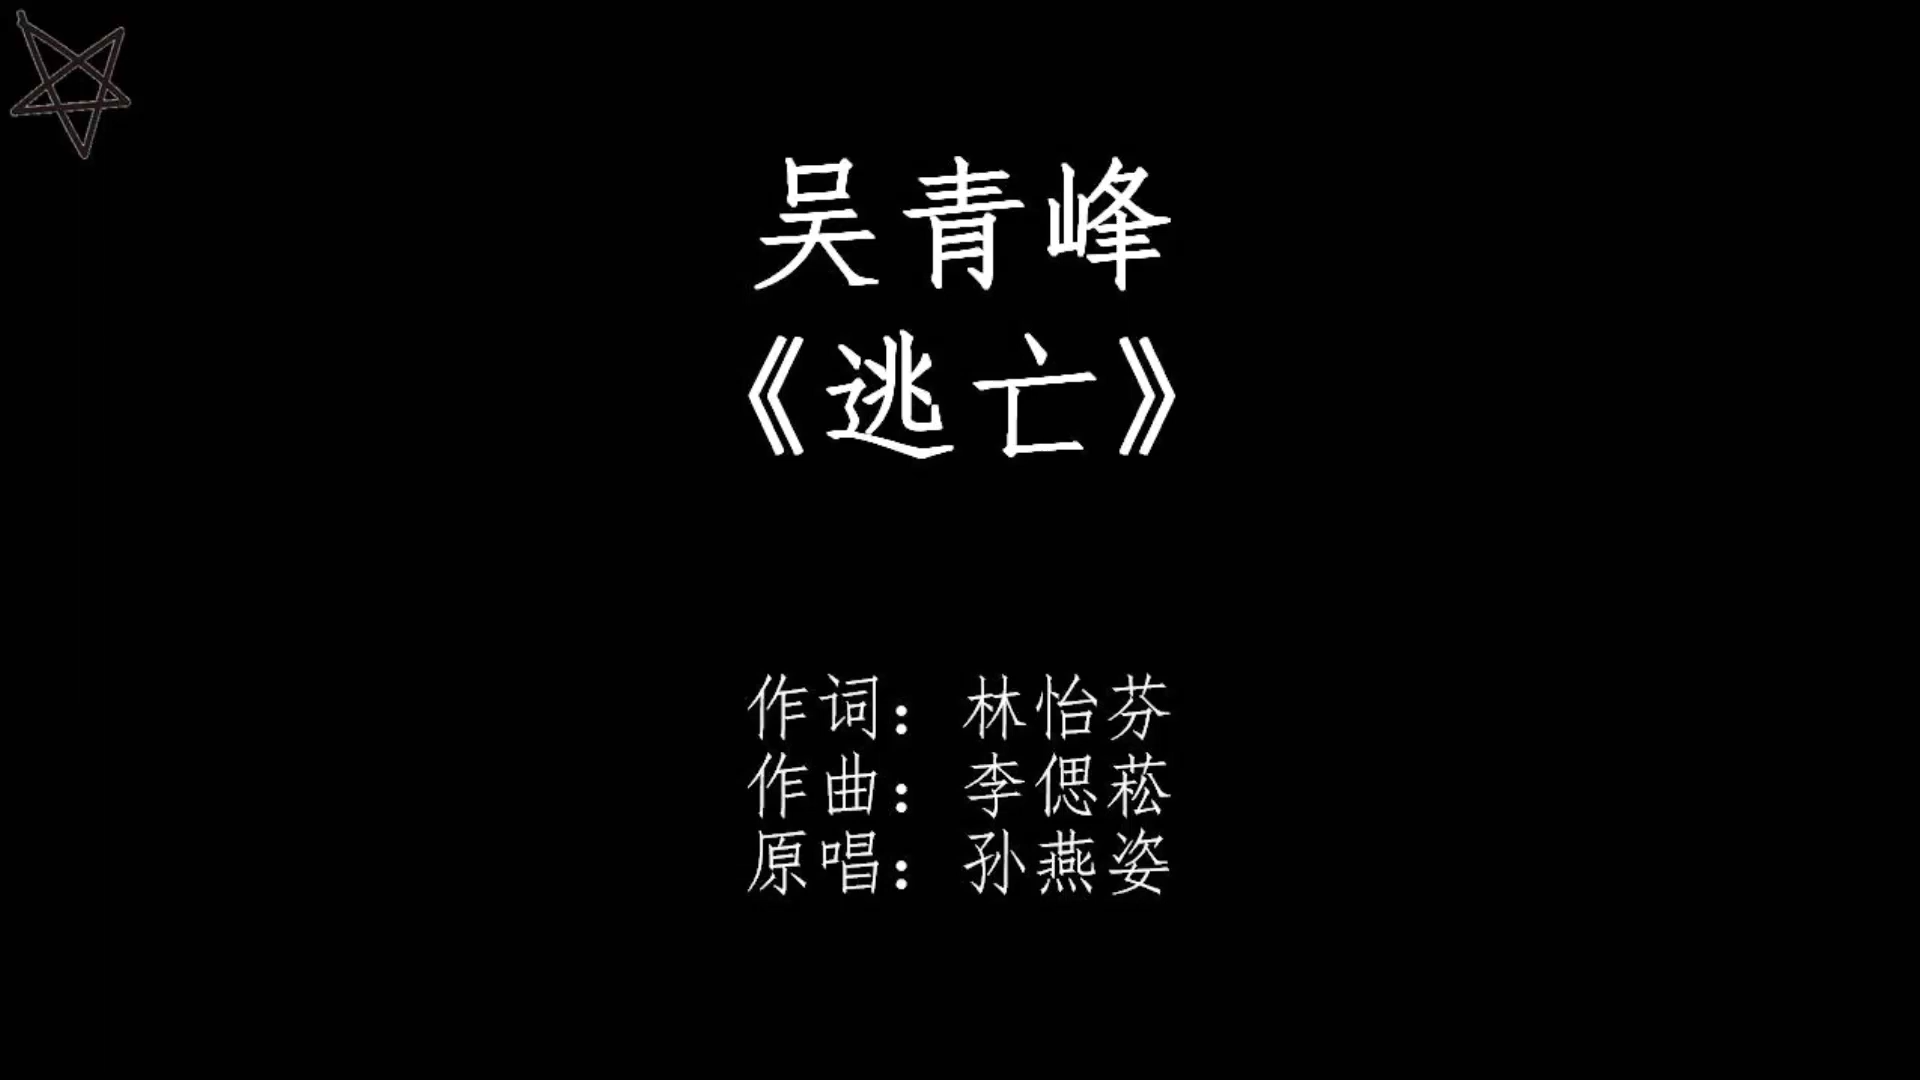 吴青峰
《逃亡》
作词：林怡芬
作曲：李偲菘
原唱：孙燕姿